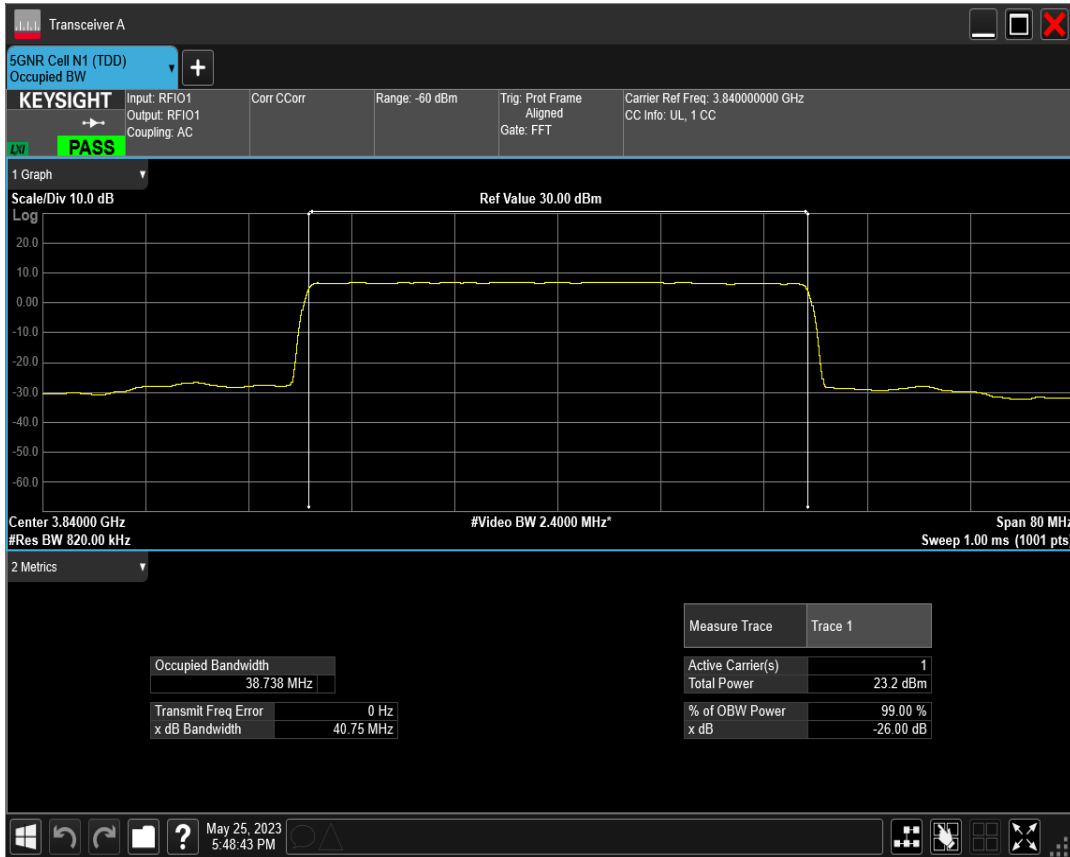 Transceiver A
5GNR Cell N1 (TDD)
Occupied BW
KEYSIGHT
LXI
PASS
Input: RFIO1
Output: RFIO1
Coupling: AC
Corr CCorr
Range: -60 dBm
Trig: Prot Frame
Aligned
Gate: FFT
Carrier Ref Freq: 3.840000000 GHz
CC Info: UL, 1 CC
1 Graph
Scale/Div 10.0 dB
Ref Value 30.00 dBm
Log
20.0
10.0
0.00
-10.0
-20.0
-30.0
-40.0
-50.0
-60.0
Center 3.84000 GHz
#Video BW 2.4000 MHz*
Span 80 MHz
#Res BW 820.00 kHz
Sweep 1.00 ms (1001 pts)
2 Metrics
Measure Trace Trace 1
Occupied Bandwidth
38.738 MHz
Active Carrier(s) 1
Total Power 23.2 dBm
Transmit Freq Error 0 Hz
x dB Bandwidth 40.75 MHz
% of OBW Power 99.00 %
x dB -26.00 dB
May 25, 2023
5:48:43 PM